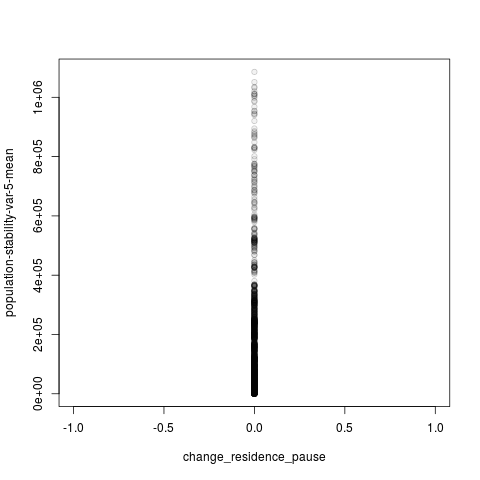 population-stability-var-5-mean
1e+06
8e+05
6e+05
4e+05
2e+05
0e+00
-1.0 -0.5 0.0 0.5 1.0
change_residence_pause